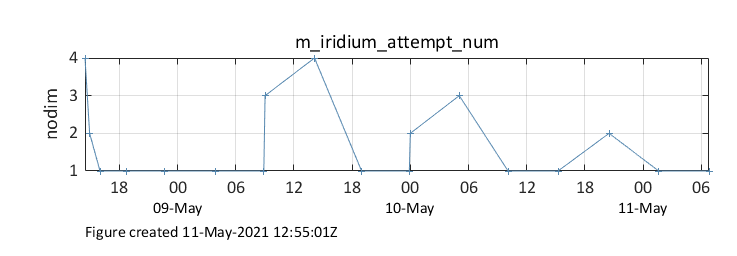 m_iridium_attempt_num
4
3
2
1
nodim
18 00 06 12 18 00 06 12 18 00 06
09-May 10-May 11-May
Figure created 11-May-2021 12:55:01Z